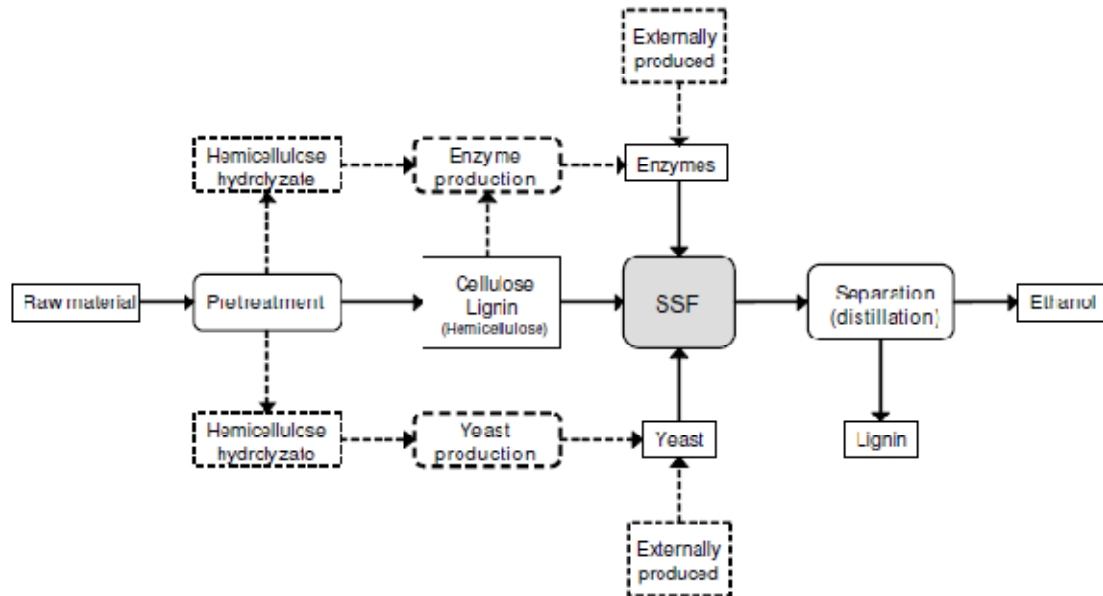 Externally
produced
Hemicellulose
hydrolyzate
Enzyme
production
Enzymes
Raw material
Pretreatment
Cellulose
Lignin
(Hemicellulose)
SSF
Separation
(distillation)
Ethanol
Hemicellulose
hydrolyzate
Yeast
production
Yeast
Lignin
Externally
produced